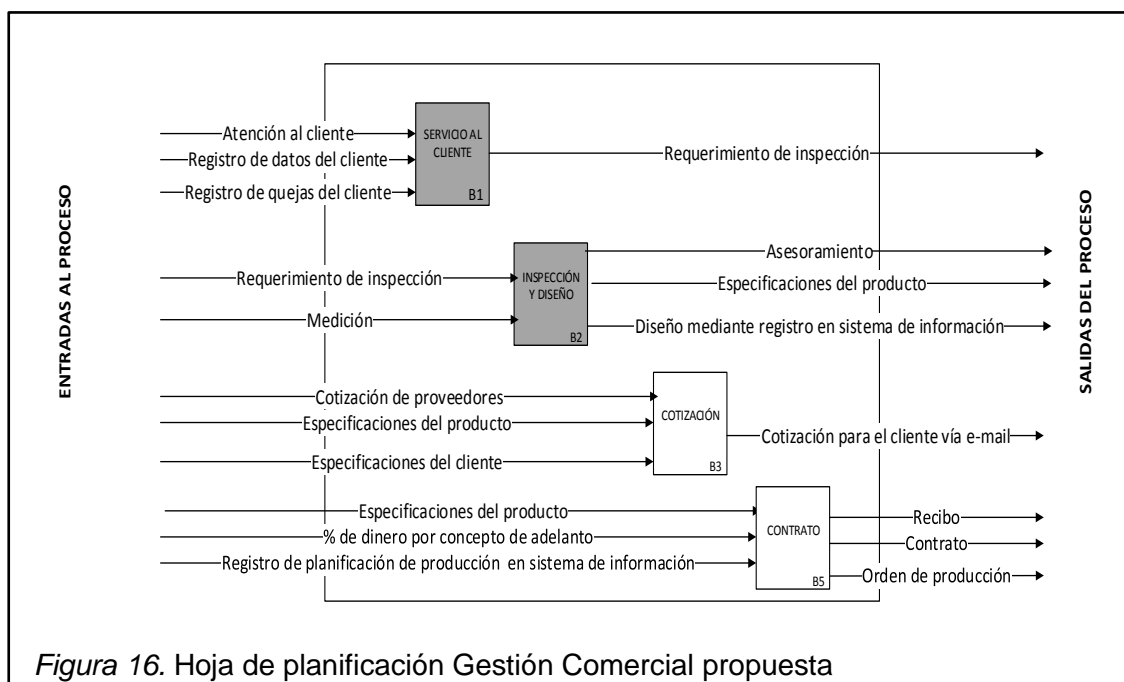 ENTRADAS AL PROCESO
Atención al cliente
Registro de datos del cliente
Registro de quejas del cliente
SERVICIO AL
CLIENTE
B1
Requerimiento de inspección
Requerimiento de inspección
Medición
INSPECCIÓN
Y DISEÑO
B2
Asesoramiento
Especificaciones del producto
Diseño mediante registro en sistema de información
Cotización de proveedores
Especificaciones del producto
Especificaciones del cliente
COTIZACIÓN
B3
Cotización para el cliente vía e-mail
Especificaciones del producto
% de dinero por concepto de adelanto
Registro de planificación de producción en sistema de información
CONTRATO
B5
Recibo
Contrato
Orden de producción
SALIDAS DEL PROCESO
Figura 16. Hoja de planificación Gestión Comercial propuesta